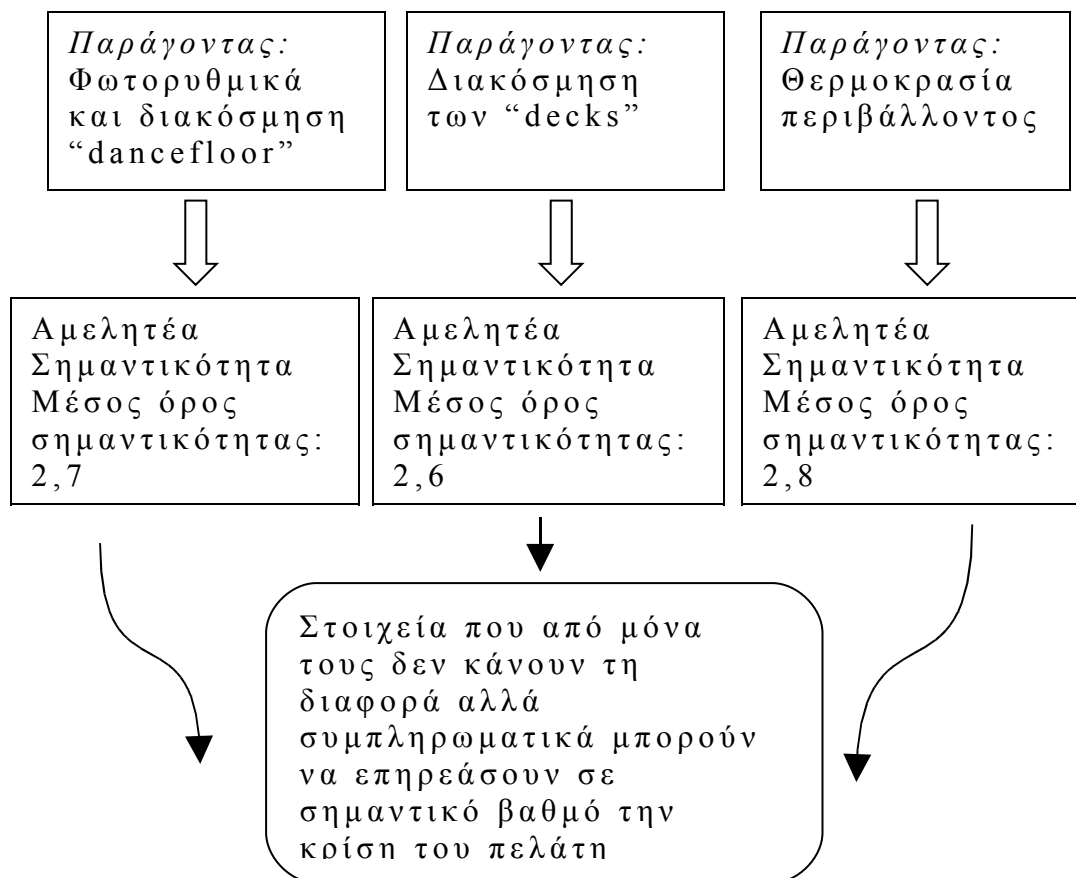 Παράγοντας:
Φωτορυθμικά
και διακόσμηση
“dancefloor”
Παράγοντας:
Διακόσμηση
των “decks”
Παράγοντας:
Θερμοκρασία
περιβάλλοντος
Αμελητέα
Σημαντικότητα
Μέσος όρος
σημαντικότητας:
2,7
Αμελητέα
Σημαντικότητα
Μέσος όρος
σημαντικότητας:
2,6
Αμελητέα
Σημαντικότητα
Μέσος όρος
σημαντικότητας:
2,8
Στοιχεία που από μόνα
τους δεν κάνουν τη
διαφορά αλλά
συμπληρωματικά μπορούν
να επηρεάσουν σε
σημαντικό βαθμό την
κρίση του πελάτη